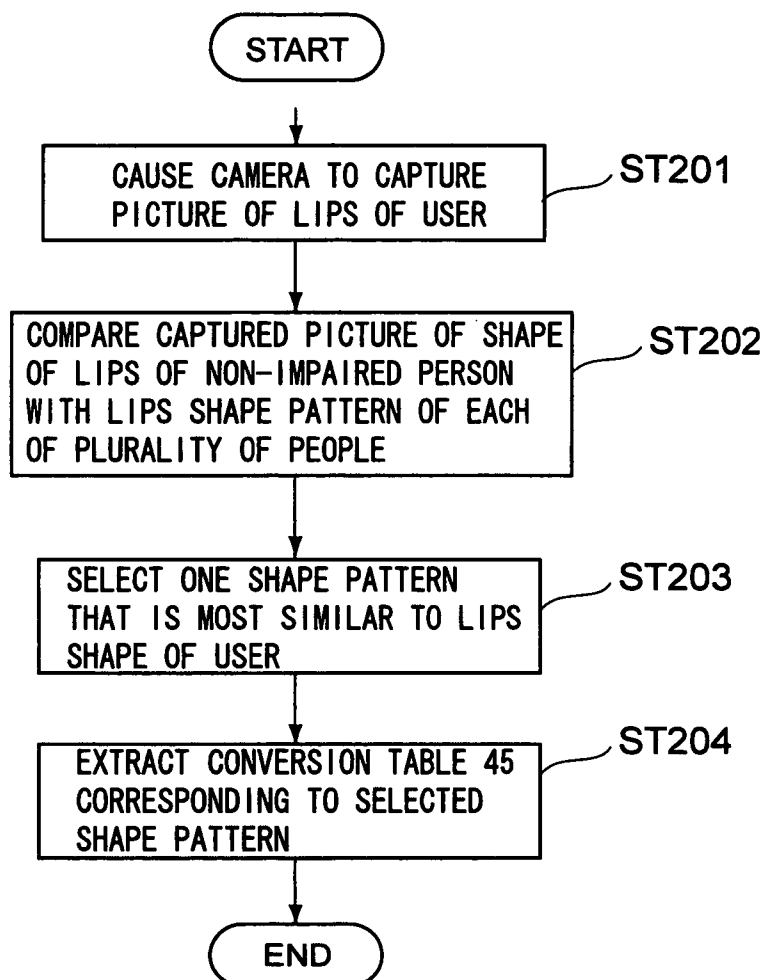 START
CAUSE CAMERA TO CAPTURE
PICTURE OF LIPS OF USER
ST201
COMPARE CAPTURED PICTURE OF SHAPE
OF LIPS OF NON-IMPAIRED PERSON
WITH LIPS SHAPE PATTERN OF EACH
OF PLURALITY OF PEOPLE
ST202
SELECT ONE SHAPE PATTERN
THAT IS MOST SIMILAR TO LIPS
SHAPE OF USER
ST203
EXTRACT CONVERSION TABLE 45
CORRESPONDING TO SELECTED
SHAPE PATTERN
ST204
END